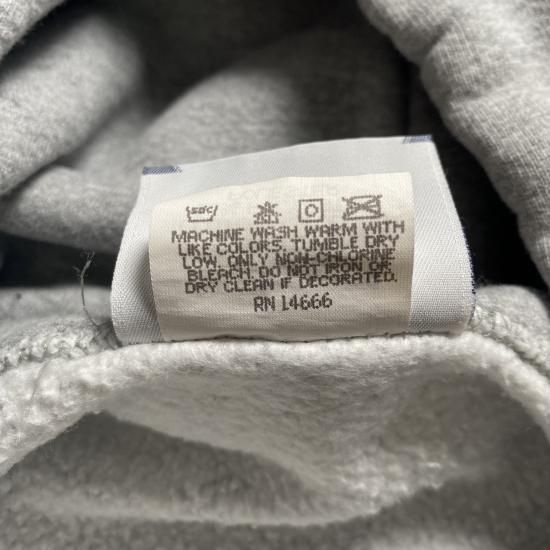 50C
MACHINE WASH WARM WITH
LIKE COLORS, TUMBLE DRY
LOW. ONLY NON-CHLORINE
BLEACH. DO NOT IRON OR
DRY CLEAN IF DECORATED.
RN 14666